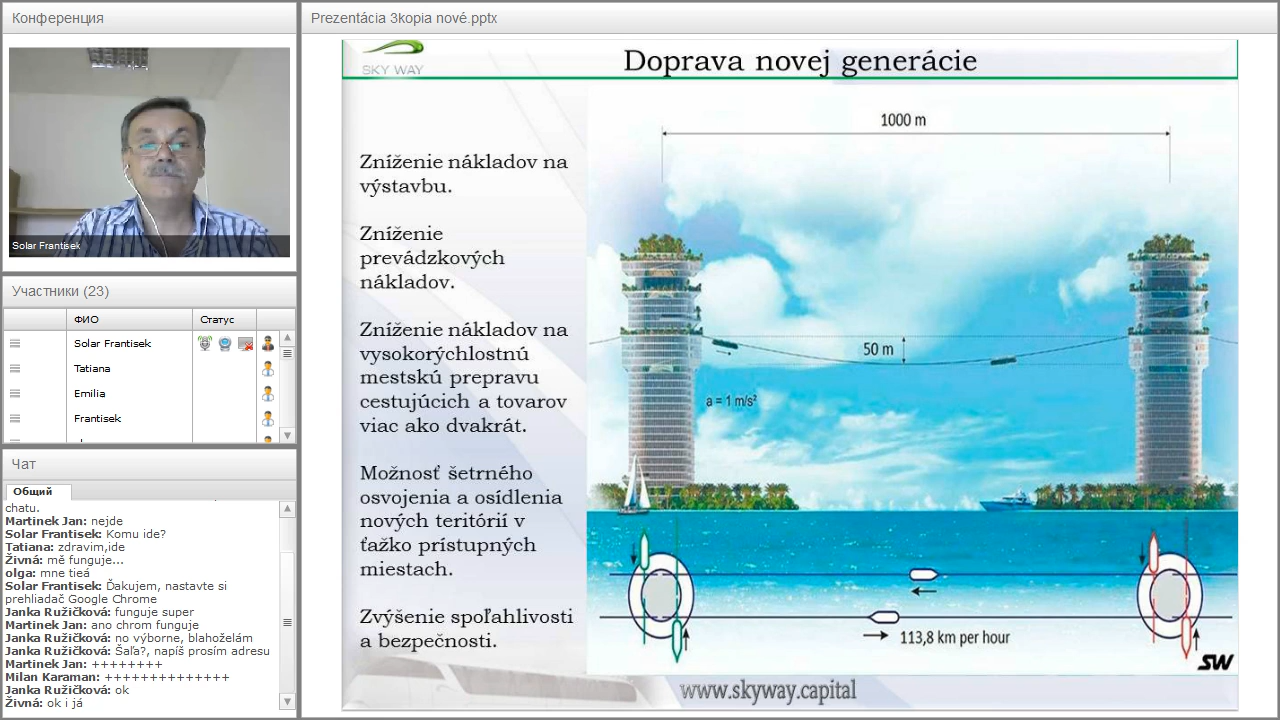 Конференция
Solar Frantisek
Участники (23)
ФИО
Статус
Solar Frantisek
Tatiana
Emilia
Frantisek
Чат
Общий
chatu.
Martinek Jan: nejde
Solar Frantisek: Komu ide?
Tatiana: zdravim,ide
Živná: mě funguje...
olga: mne tieá
Solar Frantisek: Ďakujem, nastavte si
prehliadač Google Chrome
Janka Ružičková: funguje super
Martinek Jan: ano chrom funguje
Janka Ružičková: no výborne, blahoželám
Janka Ružičková: Šaľa?, napíš prosím adresu
Martinek Jan: ++++++++
Milan Karaman: ++++++++++++++
Janka Ružičková: ok
Živná: ok i já
Prezentácia 3kopia nové.pptx
SKY WAY
Doprava novej generácie
Zníženie nákladov na
výstavbu.
Zníženie
prevádzkových
nákladov.
Zníženie nákladov na
vysokorýchlostnú
mestskú prepravu
cestujúcich a tovarov
viac ako dvakrát.
Možnosť šetrného
osvojenia a osídlenia
nových teritórií v
ťažko prístupných
miestach.
Zvýšenie spoľahlivosti
a bezpečnosti.
1000 m
50 m
a = 1 m/s²
113,8 km per hour
SW
www.skyway.capital